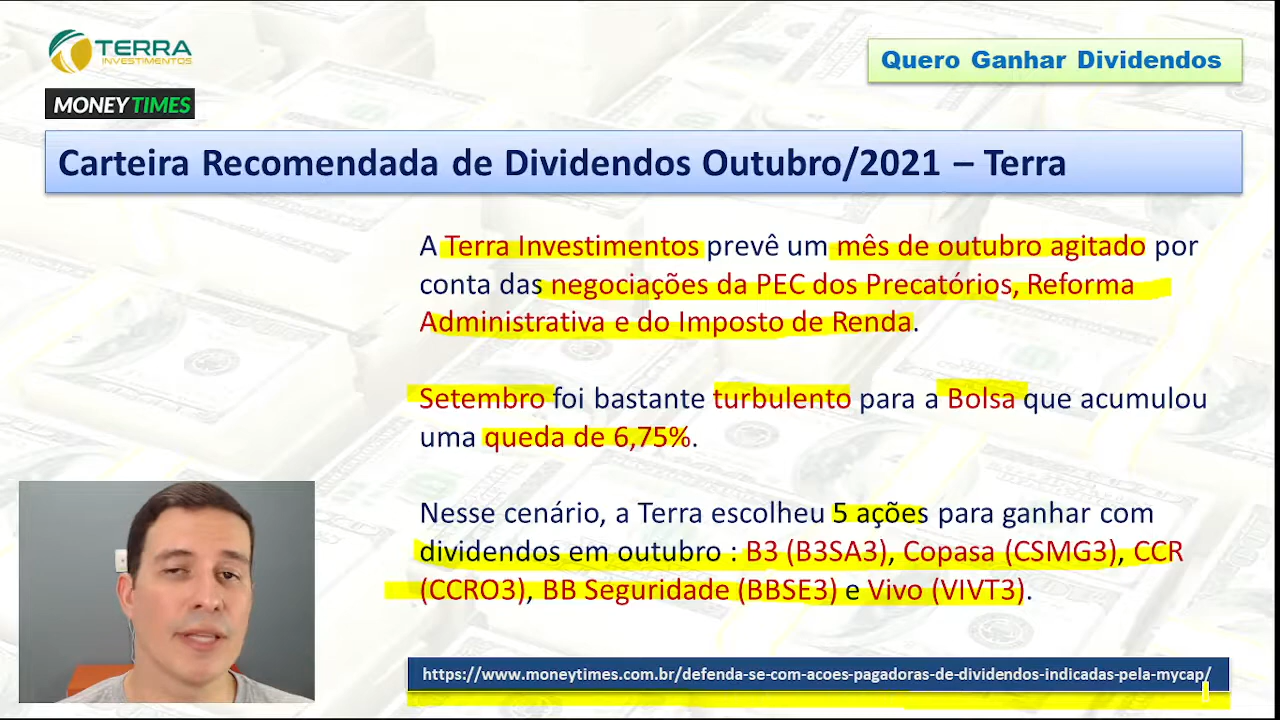 TERRA
INVESTIMENTOS
MONEYTIMES
Quero Ganhar Dividendos
Carteira Recomendada de Dividendos Outubro/2021 – Terra
A Terra Investimentos prevê um mês de outubro agitado por
conta das negociações da PEC dos Precatórios, Reforma
Administrativa e do Imposto de Renda.
Setembro foi bastante turbulento para a Bolsa que acumulou
uma queda de 6,75%.
Nesse cenário, a Terra escolheu 5 ações para ganhar com
dividendos em outubro : B3 (B3SA3), Copasa (CSMG3), CCR
(CCRO3), BB Seguridade (BBSE3) e Vivo (VIVT3).
https://www.moneytimes.com.br/defenda-se-com-acoes-pagadoras-de-dividendos-indicadas-pela-mycap/